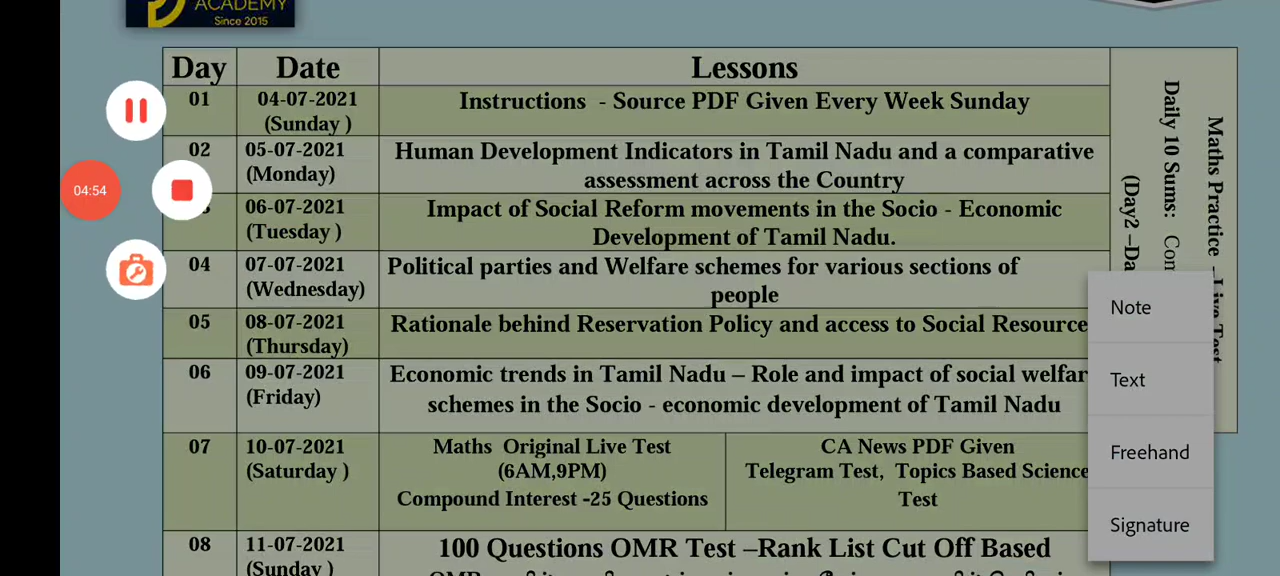 ACADEMY
Since 2015
Day Date Lessons
01 04-07-2021 (Sunday ) Instructions - Source PDF Given Every Week Sunday
02 05-07-2021 (Monday) Human Development Indicators in Tamil Nadu and a comparative
assessment across the Country
06-07-2021 (Tuesday ) Impact of Social Reform movements in the Socio - Economic
Development of Tamil Nadu.
04 07-07-2021 (Wednesday) Political parties and Welfare schemes for various sections of
people
05 08-07-2021 (Thursday) Rationale behind Reservation Policy and access to Social Resource
06 09-07-2021 (Friday) Economic trends in Tamil Nadu – Role and impact of social welfar
schemes in the Socio - economic development of Tamil Nadu
07 10-07-2021 (Saturday ) Maths Original Live Test
(6AM,9PM)
Compound Interest -25 Questions
CA News PDF Given
Telegram Test, Topics Based Science
Test
08 11-07-2021 (Sunday ) 100 Questions OMR Test –Rank List Cut Off Based
Maths Practice –Live Test
Daily 10 Sums: Com
(Day2 –Da
04:54
Note
Text
Freehand
Signature